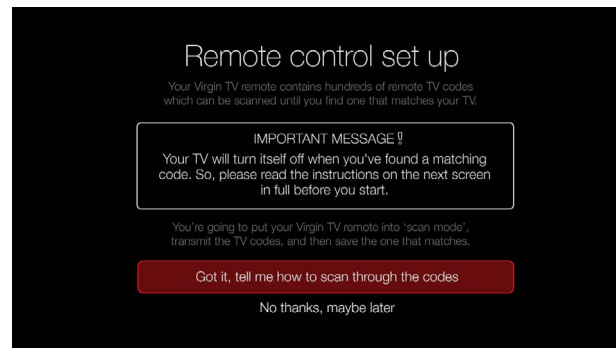 Remote control set up
Your Virgin TV remote contains hundreds of remote TV codes
which can be scanned until you find one that matches your TV.
IMPORTANT MESSAGE!
Your TV will turn itself off when you've found a matching
code. So, please read the instructions on the next screen
in full before you start.
You're going to put your Virgin TV remote into 'scan mode',
transmit the TV codes, and then save the one that matches.
Got it, tell me how to scan through the codes
No thanks, maybe later